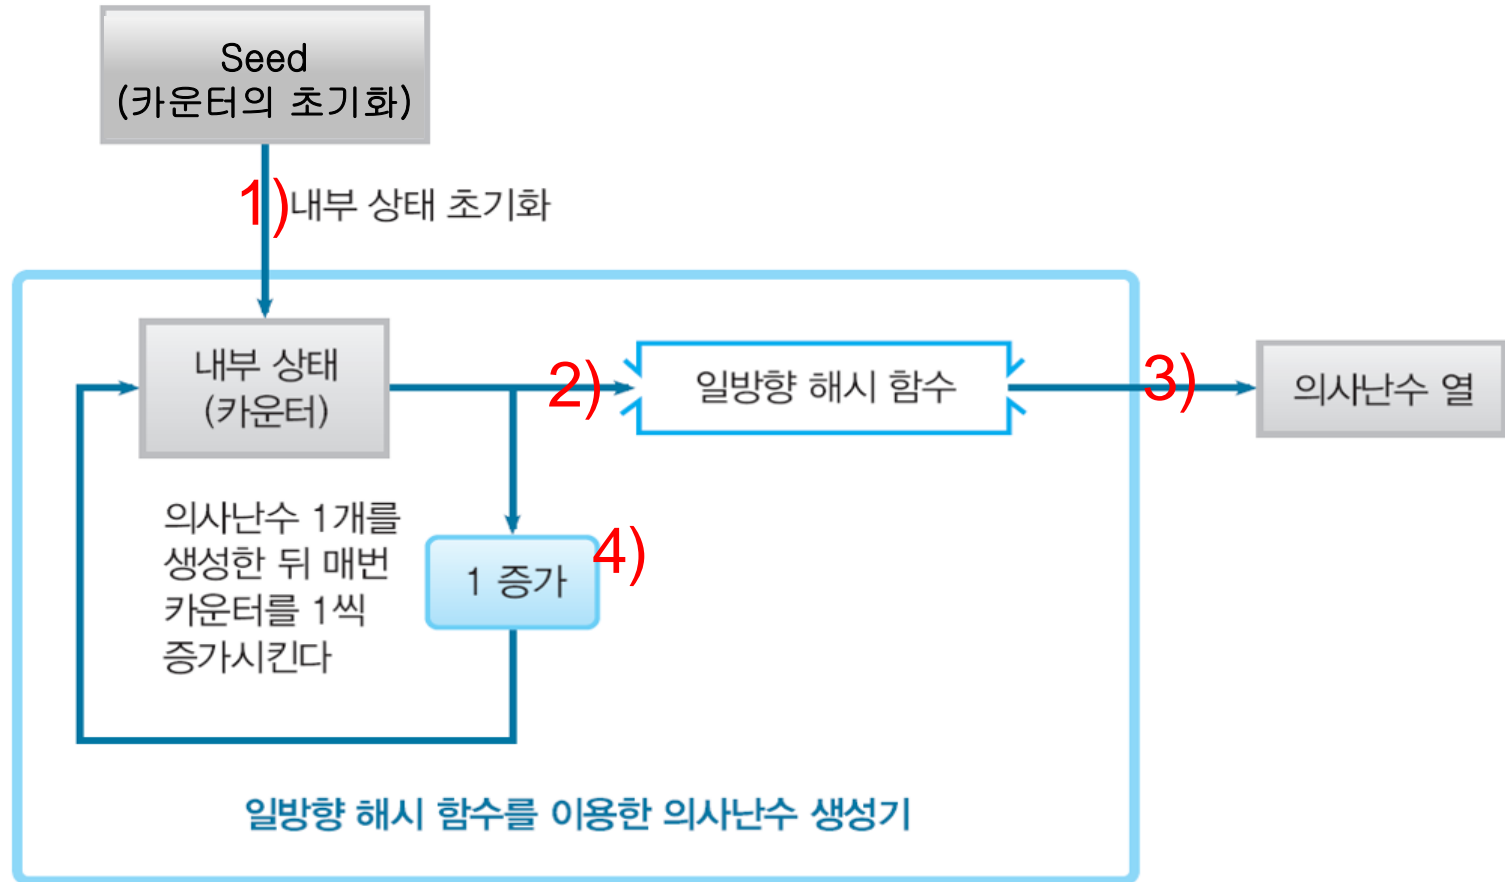 Seed
(카운터의 초기화)
1) 내부 상태 초기화
내부 상태
(카운터)
2)
일방향 해시 함수
3)
의사난수 열
의사난수 1개를
생성한 뒤 매번
카운터를 1씩
증가시킨다
1 증가
4)
일방향 해시 함수를 이용한 의사난수 생성기